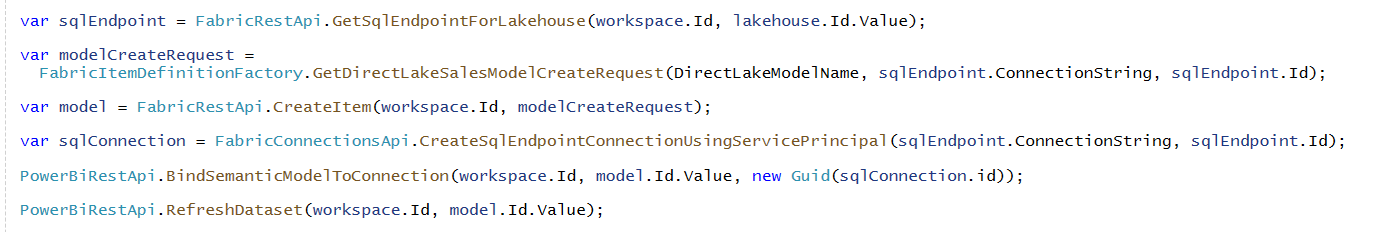 var sqlEndpoint = FabricRestApi.GetSqlEndpointForLakehouse(workspace.Id, lakehouse.Id.Value);
var modelCreateRequest =
FabricItemDefinitionFactory.GetDirectLakeSalesModelCreateRequest(DirectLakeModelName, sqlEndpoint.ConnectionString, sqlEndpoint.Id);
var model = FabricRestApi.CreateItem(workspace.Id, modelCreateRequest);
var sqlConnection = FabricConnectionsApi.CreateSqlEndpointConnectionUsingServicePrincipal(sqlEndpoint.ConnectionString, sqlEndpoint.Id);
PowerBiRestApi.BindSemanticModelToConnection(workspace.Id, model.Id.Value, new Guid(sqlConnection.id));
PowerBiRestApi.RefreshDataset(workspace.Id, model.Id.Value);